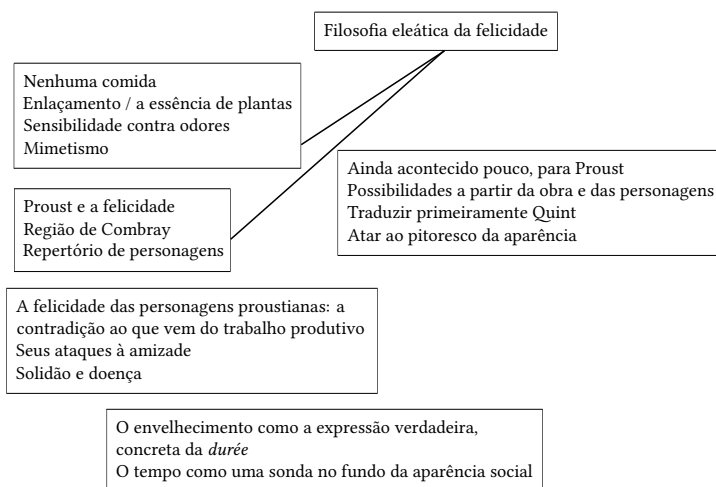 Filosofia eleática da felicidade
Nenhuma comida
Enlaçamento / a essência de plantas
Sensibilidade contra odores
Mimetismo
Ainda acontecido pouco, para Proust
Possibilidades a partir da obra e das personagens
Traduzir primeiramente Quint
Atar ao pitoresco da aparência
Proust e a felicidade
Região de Combray
Repertório de personagens
A felicidade das personagens proustianas: a
contradição ao que vem do trabalho produtivo
Seus ataques à amizade
Solidão e doença
O envelhecimento como a expressão verdadeira,
concreta da durée
O tempo como uma sonda no fundo da aparência social